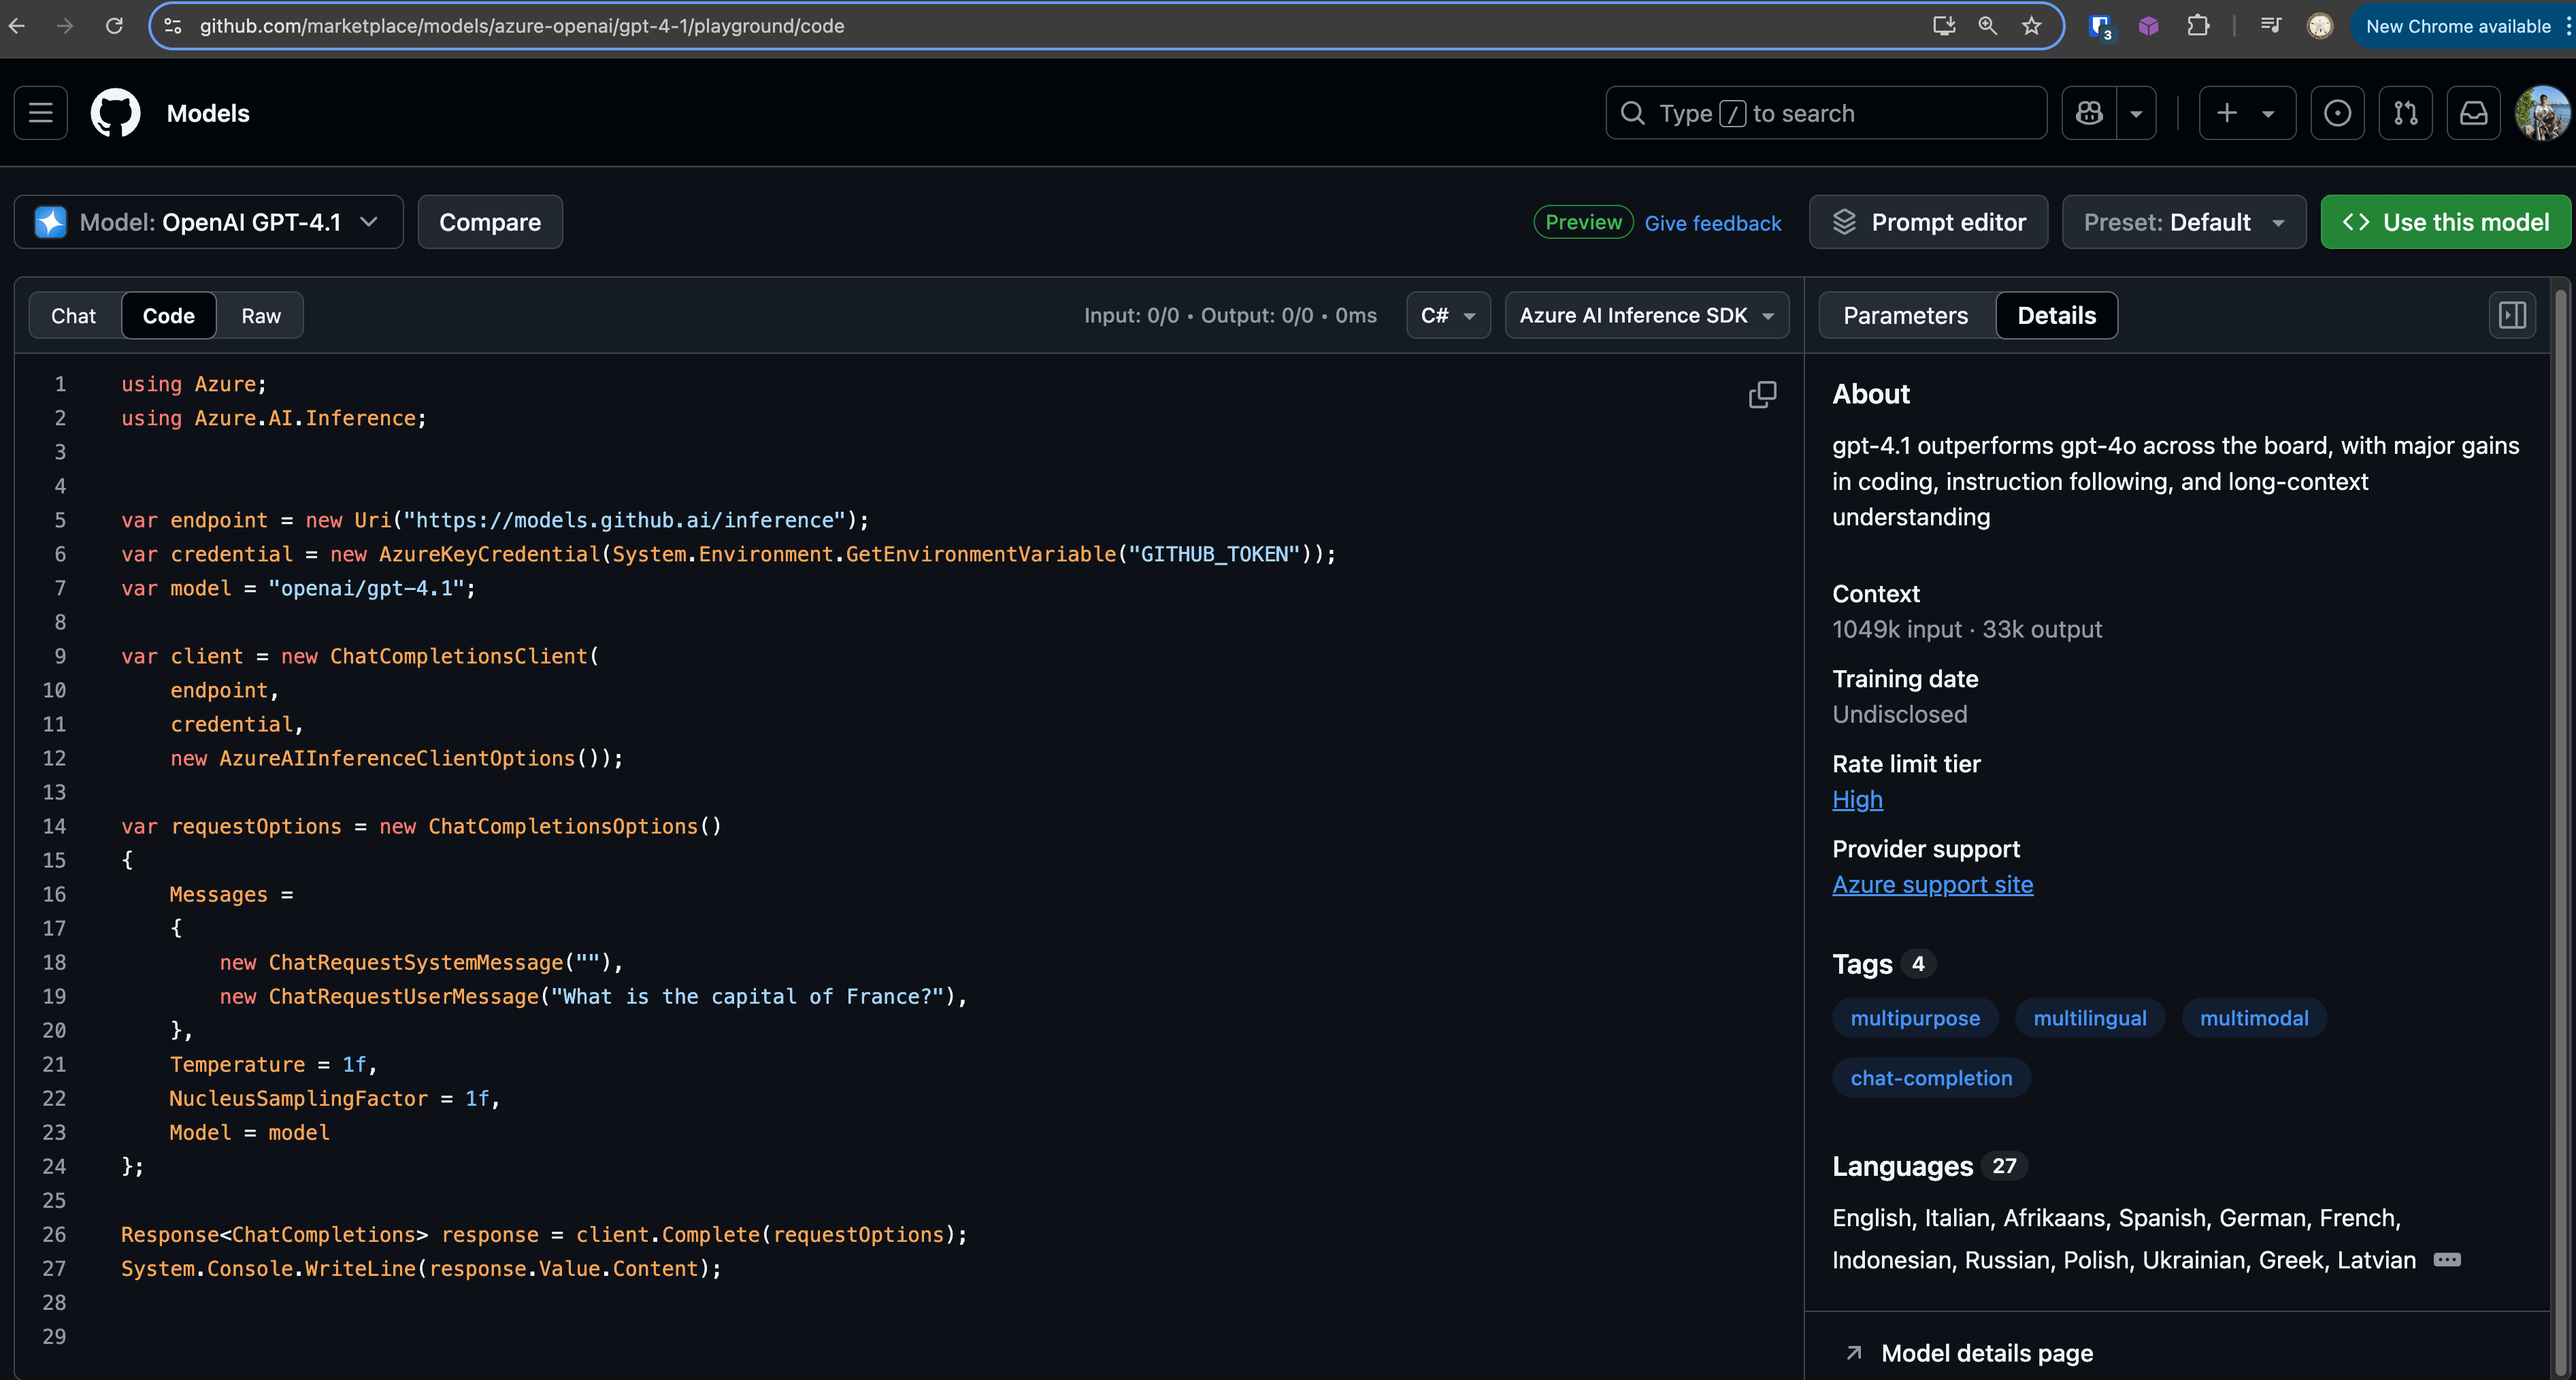 github.com/marketplace/models/azure-openai/gpt-4-1/playground/code
3
New Chrome available
Models
Type / to search
Model: OpenAI GPT-4.1
Compare
Preview
Give feedback
Prompt editor
Preset: Default
Use this model
Chat
Code
Raw
Input: 0/0 • Output: 0/0 • 0ms
C#
Azure AI Inference SDK
1 using Azure;
2 using Azure.AI.Inference;
3
4
5 var endpoint = new Uri("https://models.github.ai/inference");
6 var credential = new AzureKeyCredential(System.Environment.GetEnvironmentVariable("GITHUB_TOKEN"));
7 var model = "openai/gpt-4.1";
8
9 var client = new ChatCompletionsClient(
10 endpoint,
11 credential,
12 new AzureAIInferenceClientOptions());
13
14 var requestOptions = new ChatCompletionsOptions()
15 {
16 Messages =
17 {
18 new ChatRequestSystemMessage(""),
19 new ChatRequestUserMessage("What is the capital of France?"),
20 },
21 Temperature = 1f,
22 NucleusSamplingFactor = 1f,
23 Model = model
24 };
25
26 Response<ChatCompletions> response = client.Complete(requestOptions);
27 System.Console.WriteLine(response.Value.Content);
28
29
Parameters
Details
About
gpt-4.1 outperforms gpt-4o across the board, with major gains
in coding, instruction following, and long-context
understanding
Context
1049k input · 33k output
Training date
Undisclosed
Rate limit tier
High
Provider support
Azure support site
Tags 4
multipurpose
multilingual
multimodal
chat-completion
Languages 27
English, Italian, Afrikaans, Spanish, German, French,
Indonesian, Russian, Polish, Ukrainian, Greek, Latvian
Model details page